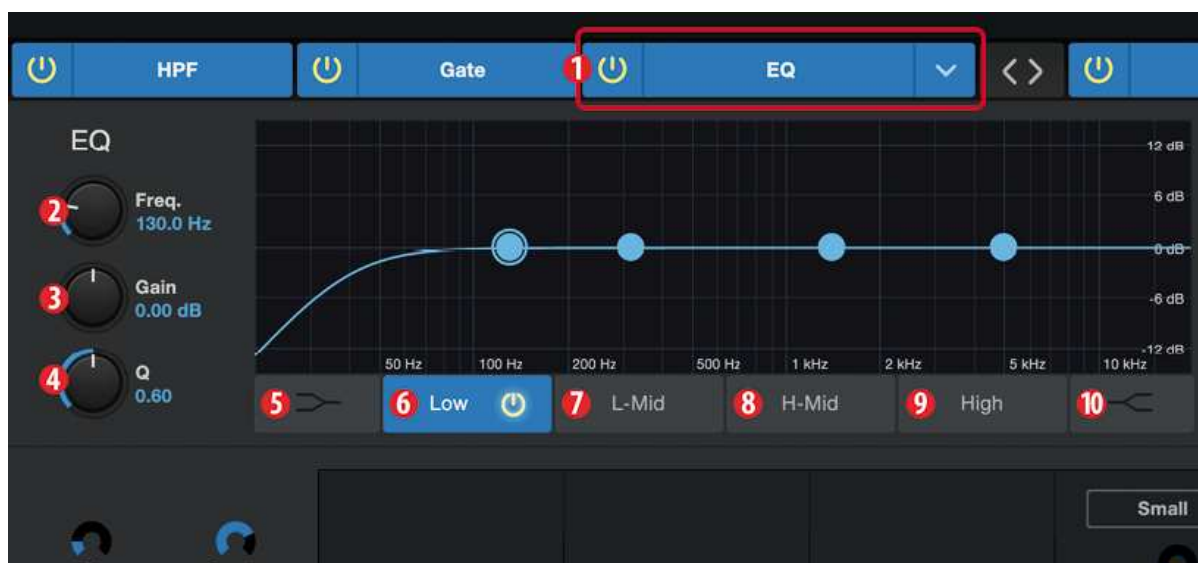 HPF
Gate
1
EQ
EQ
12 dB
2
Freq.
130.0 Hz
6 dB
0 dB
3
Gain
0.00 dB
-6 dB
4
Q
0.60
-12 dB
50 Hz 100 Hz 200 Hz 500 Hz 1 kHz 2 kHz 5 kHz 10 kHz
5
6 Low
7 L-Mid
8 H-Mid
9 High
10
Small